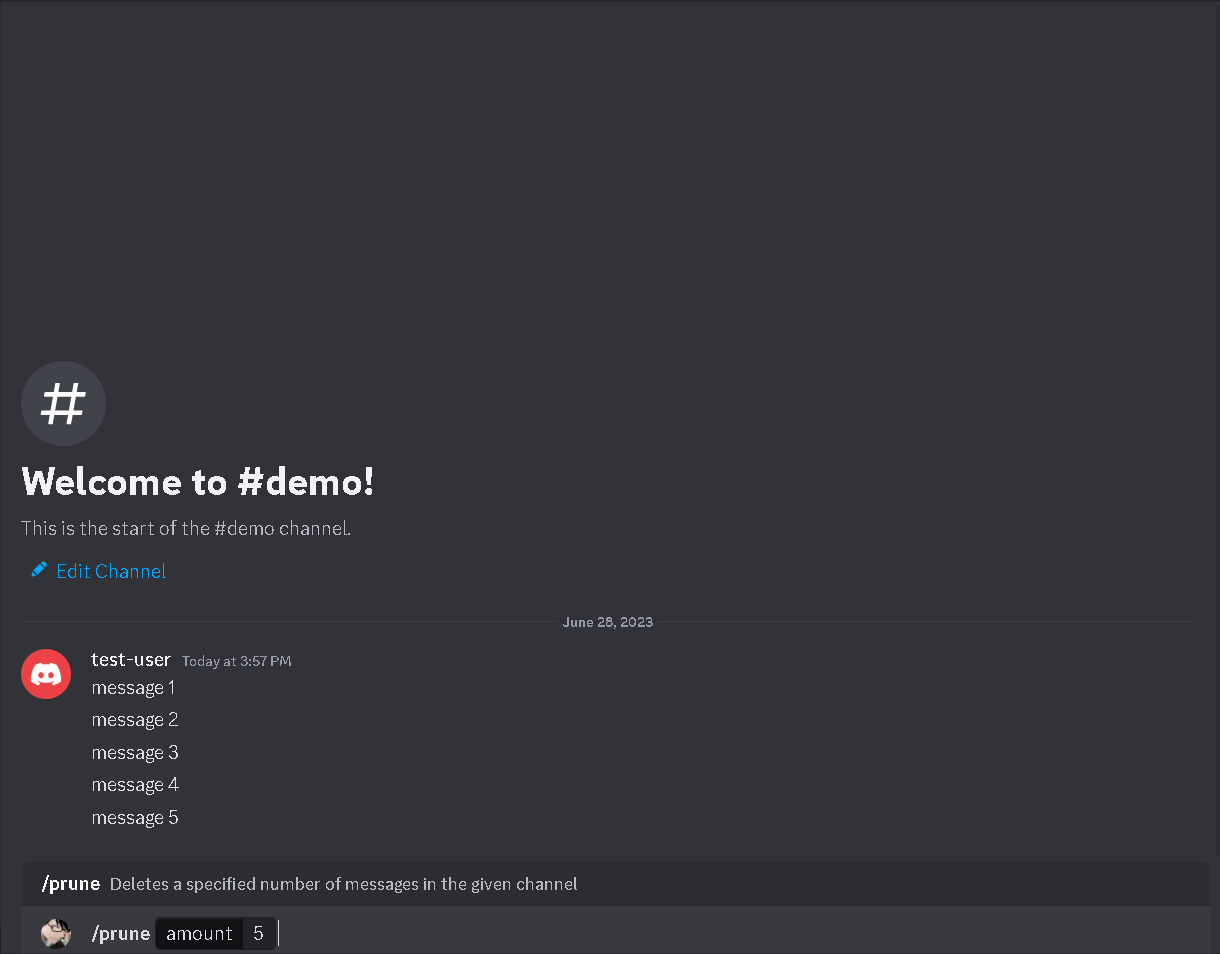 Welcome to #demo!
This is the start of the #demo channel.
Edit Channel
June 28, 2023
test-user Today at 3:57 PM
message 1
message 2
message 3
message 4
message 5
/prune Deletes a specified number of messages in the given channel
/prune amount 5